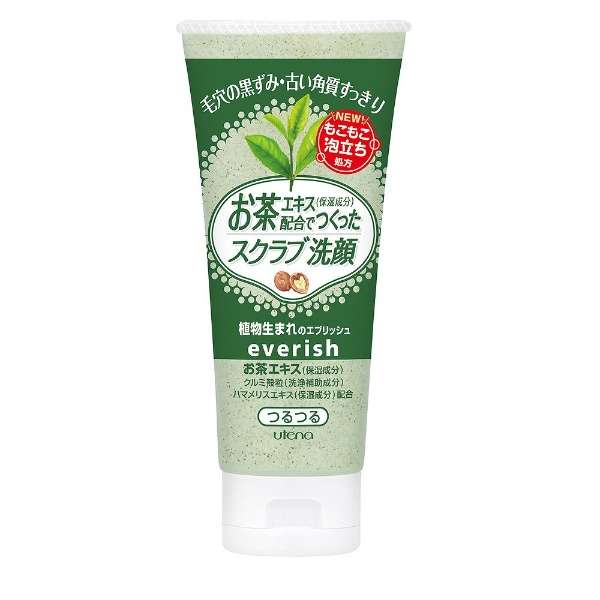 毛穴の黒ずみ・古い角質すっきり
NEW!
もこもこ
泡立ち
処方
お茶エキス(保湿成分)配合でつくった
スクラブ洗顔
植物生まれのエブリッシュ
everish
お茶エキス(保湿成分)
クルミ殻粒(洗浄補助成分)
ハマメリスエキス(保湿成分)配合
つるつる
utena